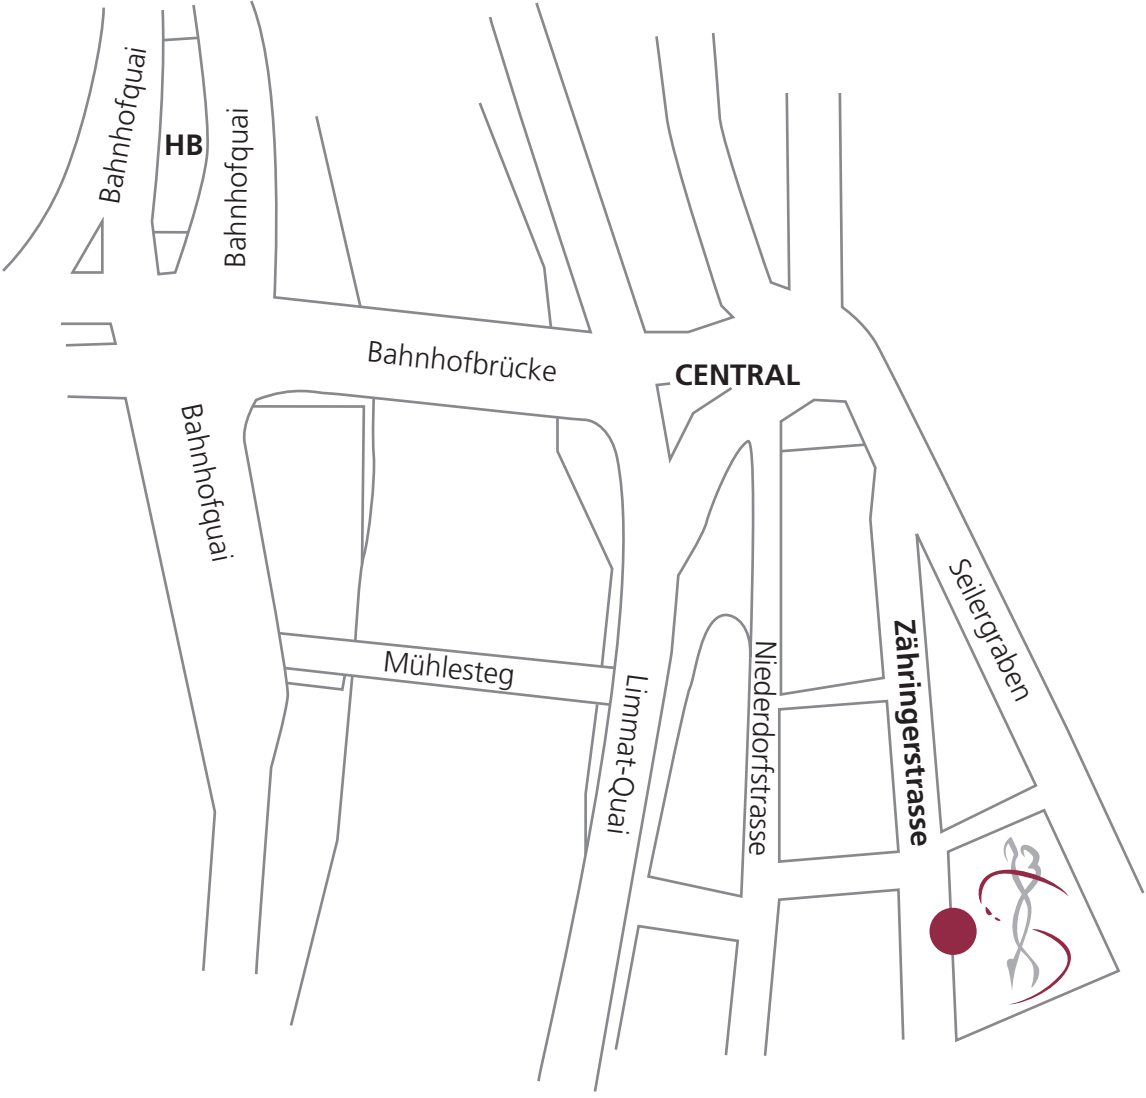 Bahnhofquai
HB
Bahnhofquai
Bahnhofbrücke
CENTRAL
Bahnhofquai
Seilergraben
Zähringerstrasse
Niederdorfstrasse
Mühlesteg
Limmat-Quai